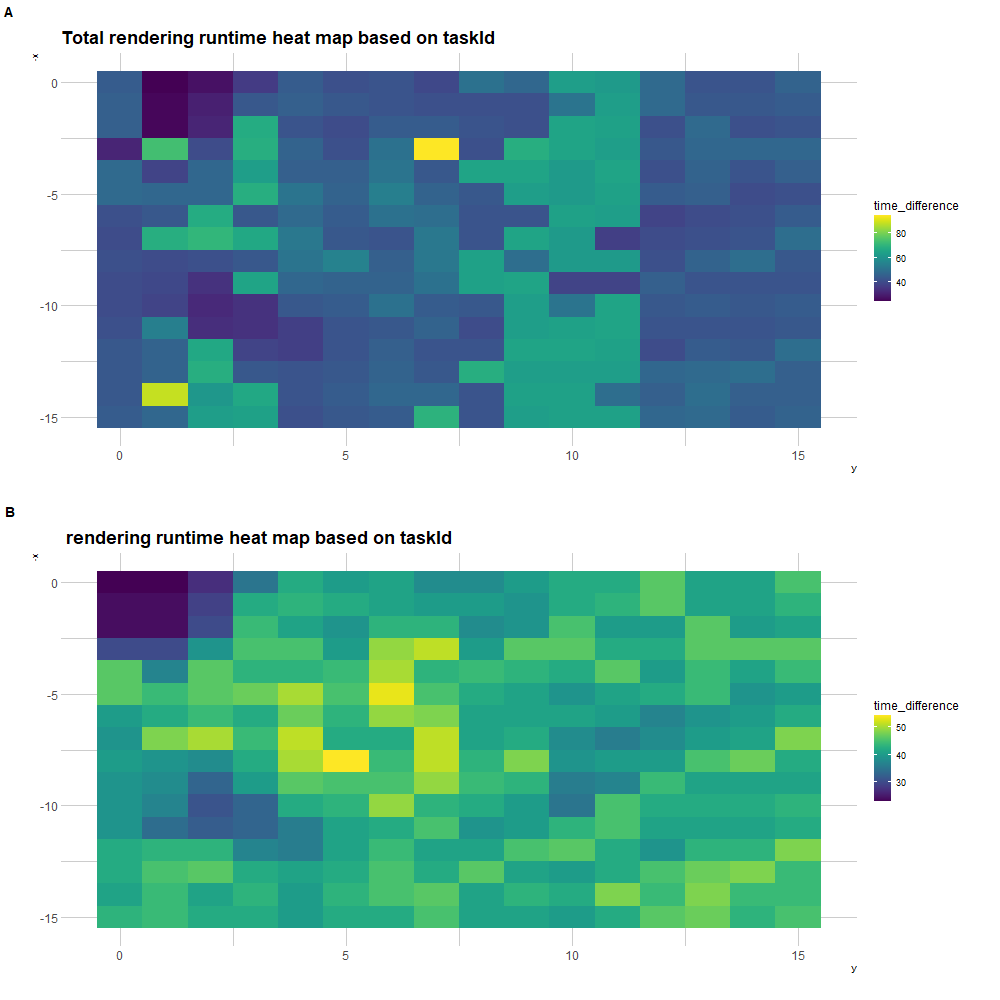 A
Total rendering runtime heat map based on taskId
0
-5
-10
-15
0
5
10
15
y
time_difference
80
60
40
B
rendering runtime heat map based on taskId
0
-5
-10
-15
0
5
10
15
y
time_difference
50
40
30